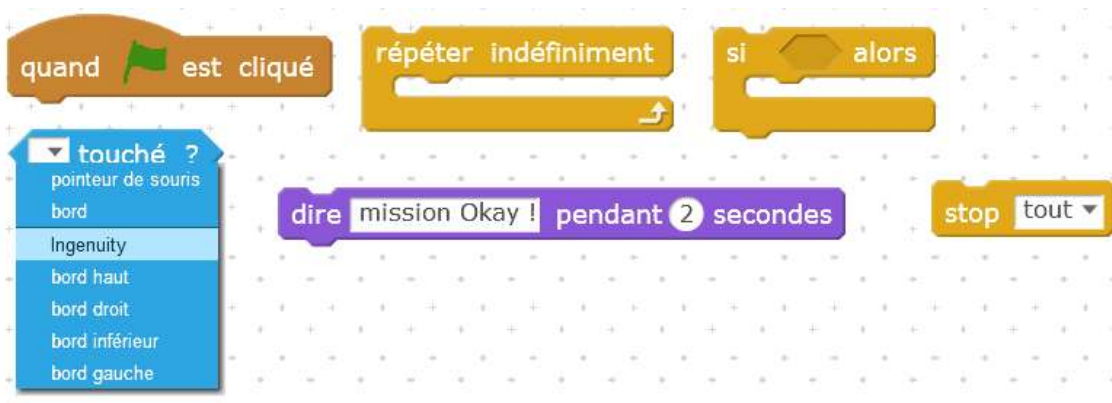 quand est cliqué
répéter indéfiniment
si alors
touché ?
pointeur de souris
bord
Ingenuity
bord haut
bord droit
bord inférieur
bord gauche
dire mission Okay ! pendant 2 secondes
stop tout